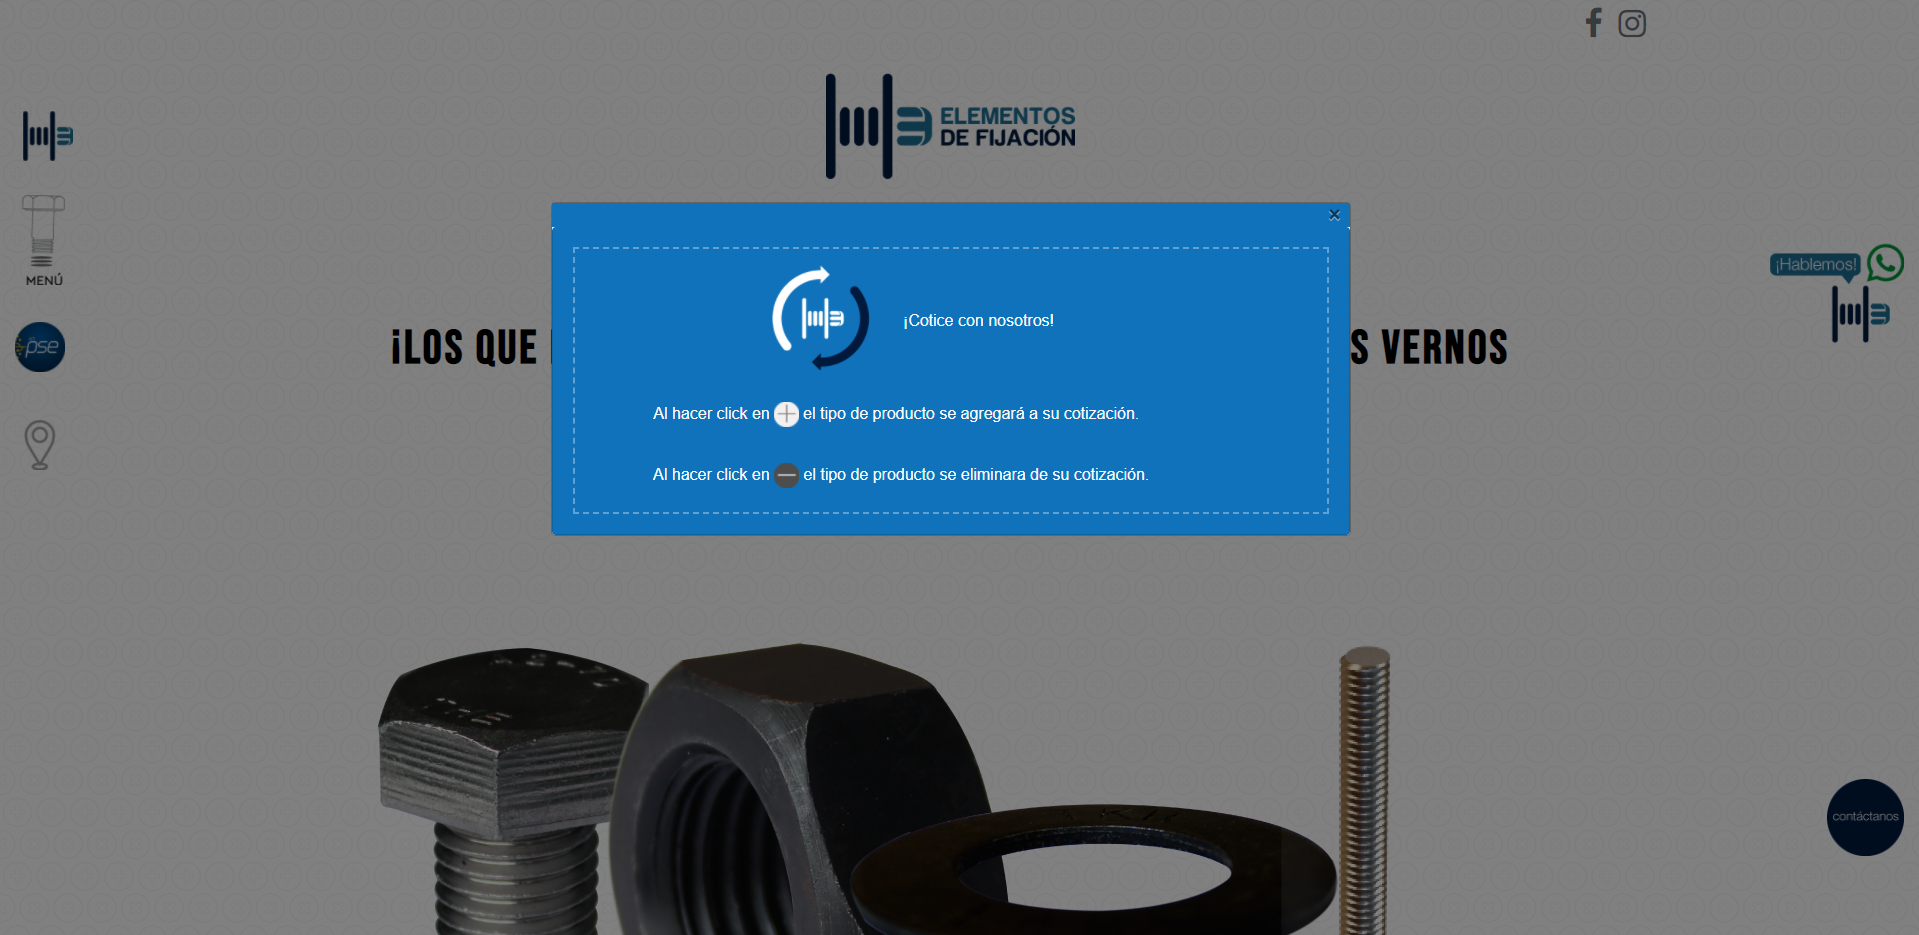 ELEMENTOS
DE FIJACIÓN
MENÚ
pse
¡Hablemos!
¡LOS QUE
S VERNOS
¡Cotice con nosotros!
Al hacer click en el tipo de producto se agregará a su cotización.
Al hacer click en el tipo de producto se eliminara de su cotización.
contáctanos